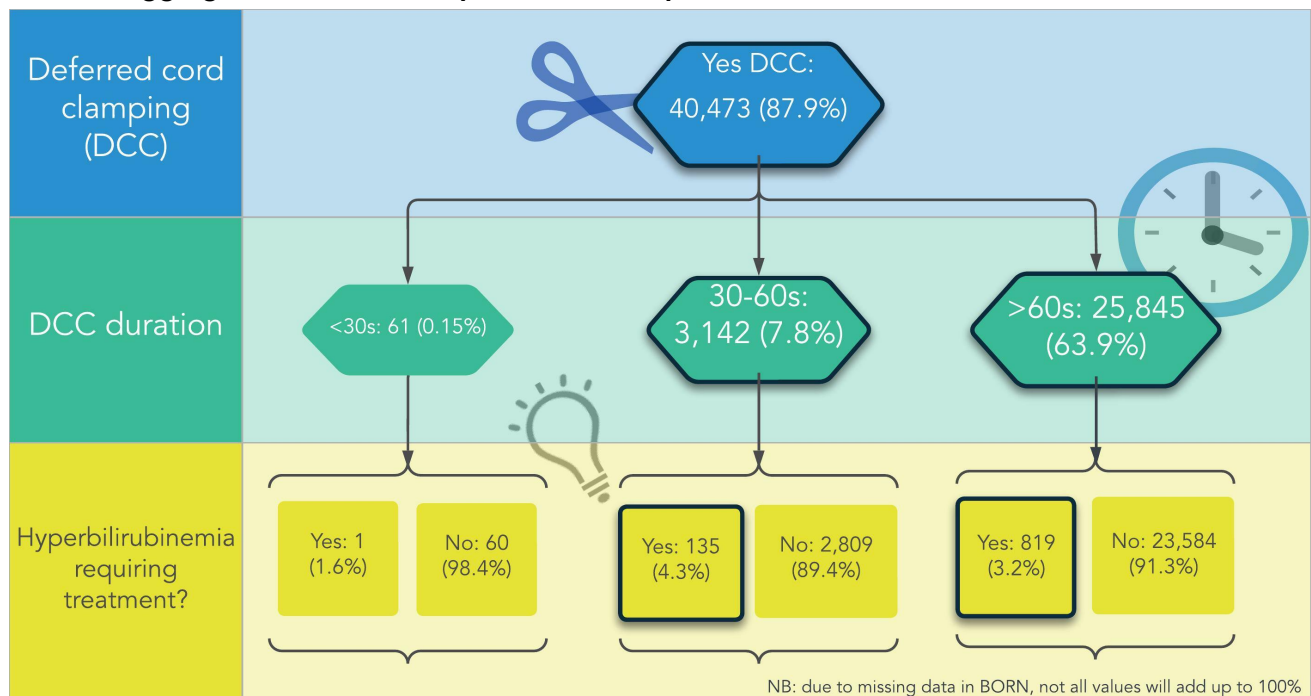 Deferred cord
clamping
(DCC)
Yes DCC:
40,473 (87.9%)
DCC duration
<30s: 61 (0.15%)
30-60s:
3,142 (7.8%)
>60s: 25,845
(63.9%)
Hyperbilirubinemia
requiring
treatment?
Yes: 1
(1.6%)
No: 60
(98.4%)
Yes: 135
(4.3%)
No: 2,809
(89.4%)
Yes: 819
(3.2%)
No: 23,584
(91.3%)
NB: due to missing data in BORN, not all values will add up to 100%